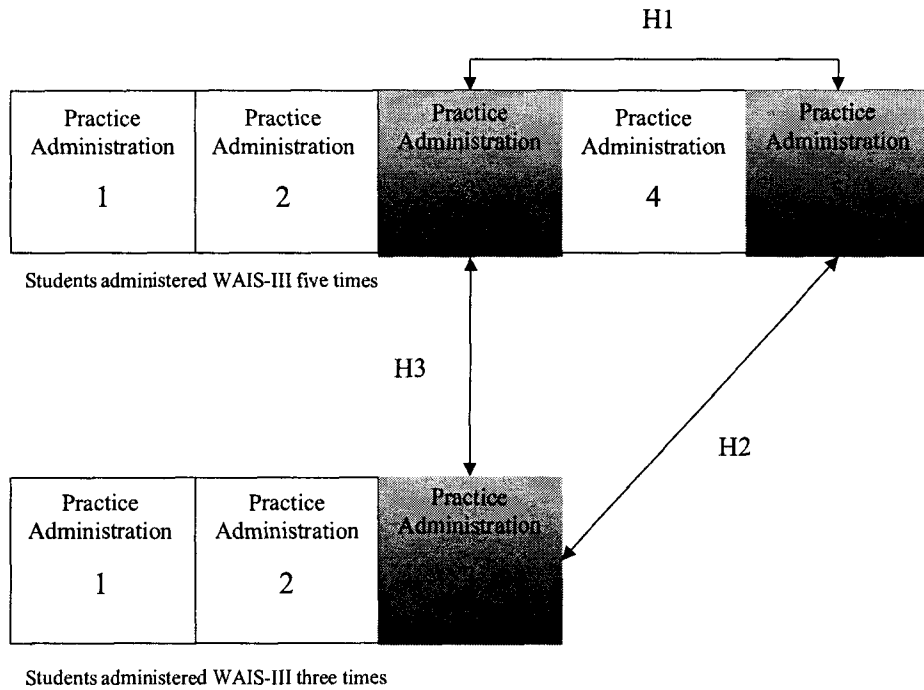 H1
Practice
Administration
1
Practice
Administration
2
Practice
Administration
Practice
Administration
4
Practice
Administration
Students administered WAIS-III five times
H3
H2
Practice
Administration
1
Practice
Administration
2
Practice
Administration
Students administered WAIS-III three times